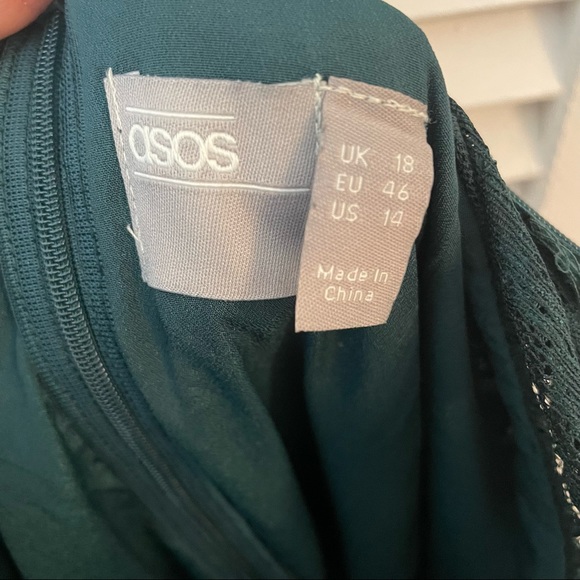 asos
UK 18
EU 46
US 14
Made In
China